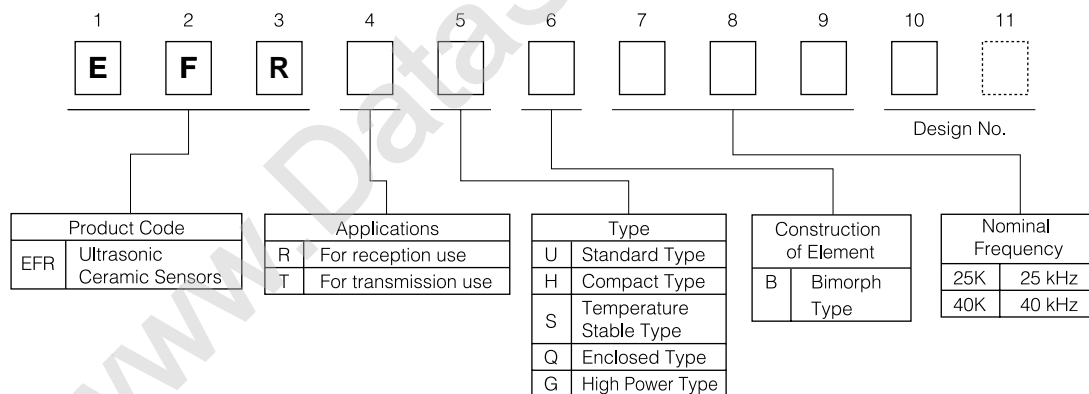 1 2 3 4 5 6 7 8 9 10 11
E F R
Design No.
Product Code
EFR Ultrasonic
Ceramic Sensors
Applications
R For reception use
T For transmission use
Type
U Standard Type
H Compact Type
S Temperature
Stable Type
Q Enclosed Type
G High Power Type
Construction
of Element
B Bimorph
Type
Nominal
Frequency
25K 25 kHz
40K 40 kHz